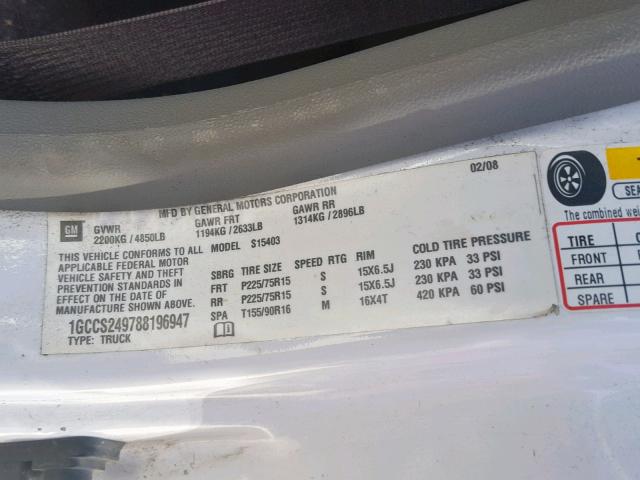 MFD BY GENERAL MOTORS CORPORATION 02/08
GM GVWR GAWR FRT GAWR RR
2200KG / 4850LB 1194KG / 2633LB 1314KG / 2896LB
THIS VEHICLE CONFORMS TO ALL MODEL S15403
APPLICABLE FEDERAL MOTOR
VEHICLE SAFETY AND THEFT
PREVENTION STANDARDS IN
EFFECT ON THE DATE OF
MANUFACTURE SHOWN ABOVE.
1GCCS249788196947
TYPE: TRUCK
SBRG TIRE SIZE SPEED RTG RIM COLD TIRE PRESSURE
FRT P225/75R15 S 15X6.5J 230 KPA 33 PSI
RR P225/75R15 S 15X6.5J 230 KPA 33 PSI
SPA T155/90R16 M 16X4T 420 KPA 60 PSI
The combined
TIRE
FRONT
REAR
SPARE